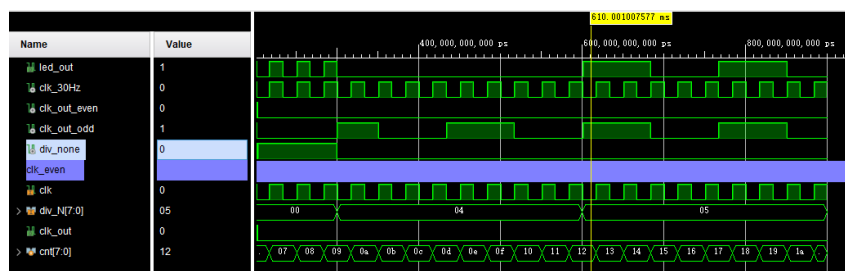 610.001007577 ms
Name Value 400,000,000,000 ps 600,000,000,000 ps 800,000,000,000 ps
led_out 1
clk_30Hz 0
clk_out_even 0
clk_out_odd 1
div_none 0
clk_even
clk 0
div_N[7:0] 05 00 04 05
clk_out 0
cnt[7:0] 12 07 08 09 0a 0b 0c 0d 0e 0f 10 11 12 13 14 15 16 17 18 19 1a